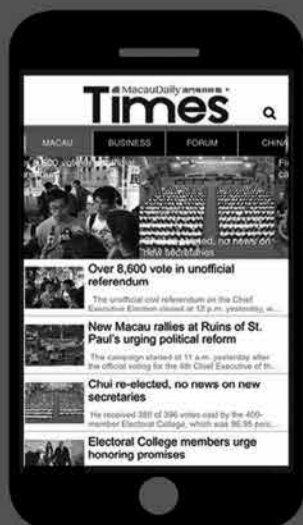 MacauDaily
Times
MACAU
BUSINESS
FORUM
CHINA
no news on
new secretaries
Over 8,600 vote in unofficial
referendum
The unofficial civil referendum on the Chief
Executive Election closed at 12 p.m. yesterday, w...
New Macau rallies at Ruins of St.
Paul's urging political reform
The campaign started at 11 a.m. yesterday after
the official voting for the 4th Chief Executive of th...
Chui re-elected, no news on new
secretaries
He received 380 of 396 votes cast by the 400-
member Electoral College, which was 96.95 perc...
Electoral College members urge
honoring promises